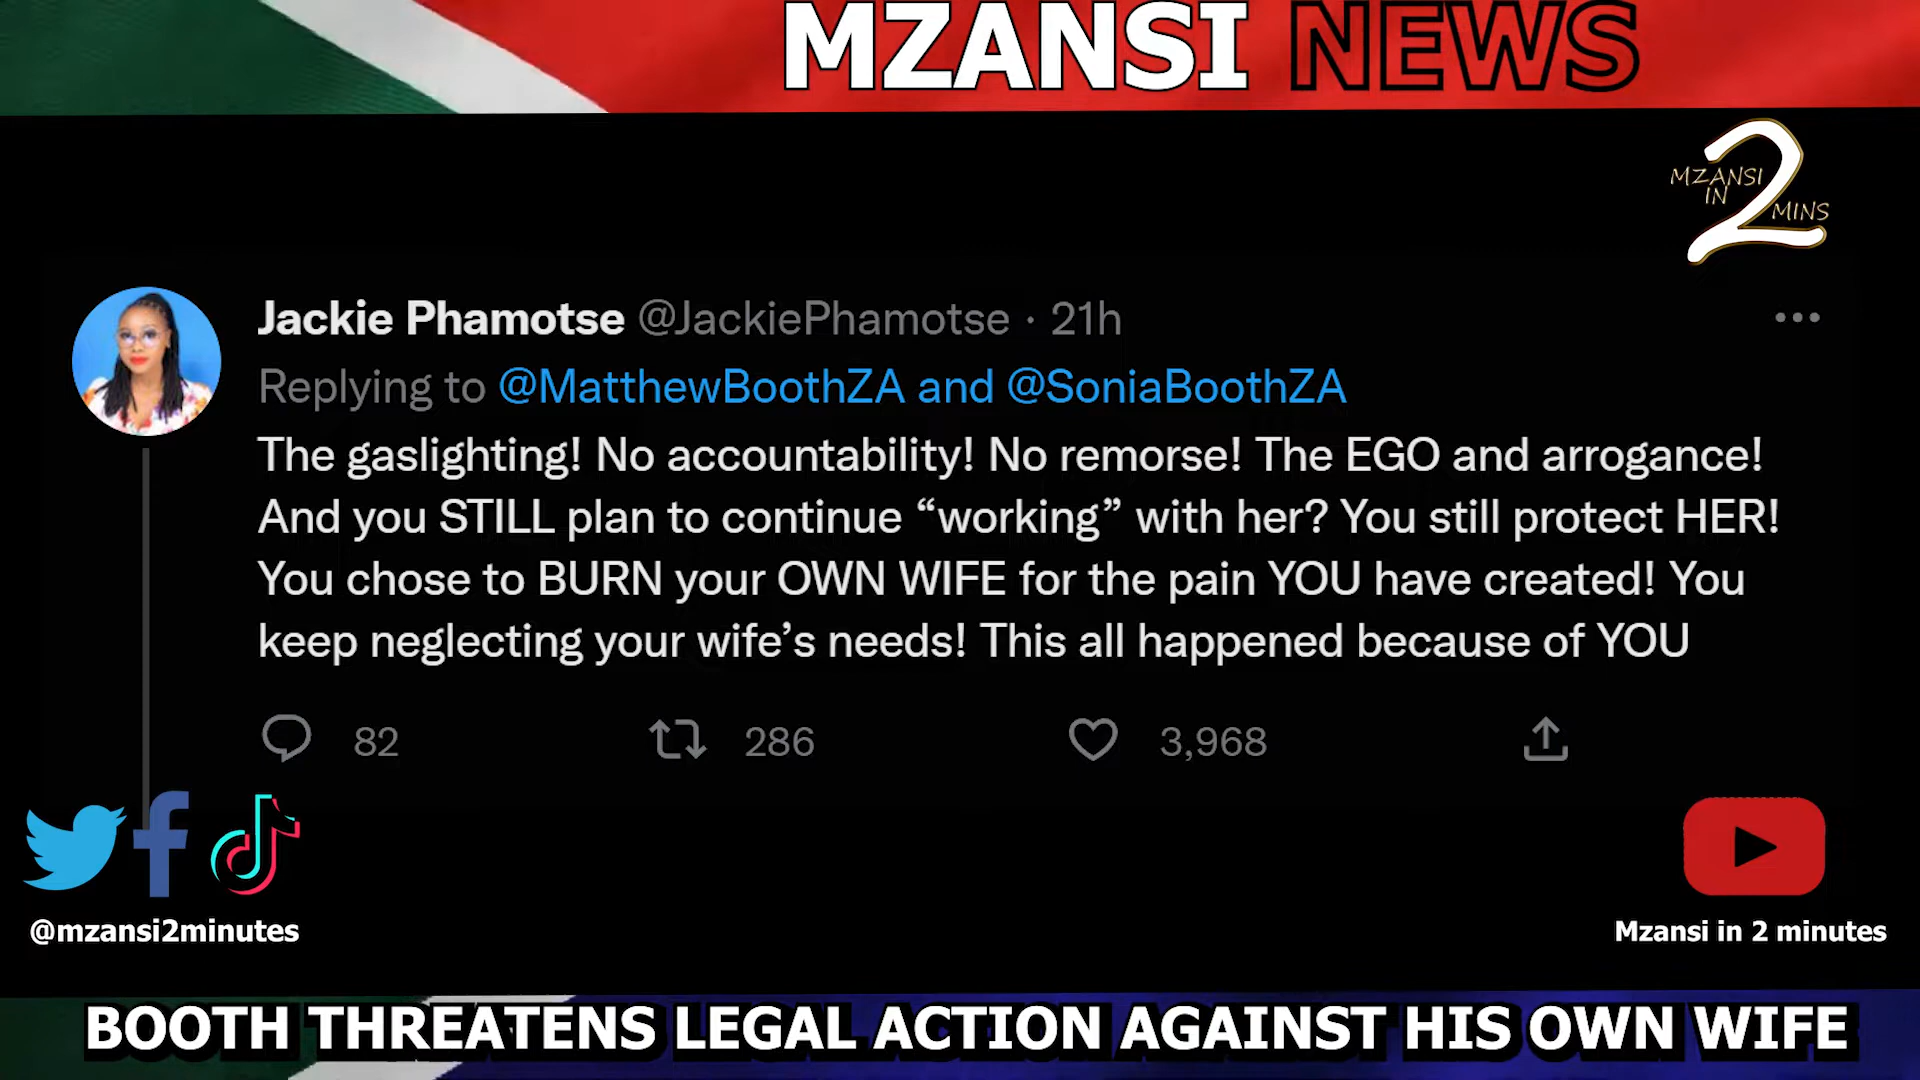 MZANSI NEWS
MZANSI
IN
2
MINS
Jackie Phamotse @JackiePhamotse · 21h
Replying to @MatthewBoothZA and @SoniaBoothZA
The gaslighting! No accountability! No remorse! The EGO and arrogance!
And you STILL plan to continue “working” with her? You still protect HER!
You chose to BURN your OWN WIFE for the pain YOU have created! You
keep neglecting your wife’s needs! This all happened because of YOU
82 286 3,968
@mzansi2minutes
Mzansi in 2 minutes
BOOTH THREATENS LEGAL ACTION AGAINST HIS OWN WIFE